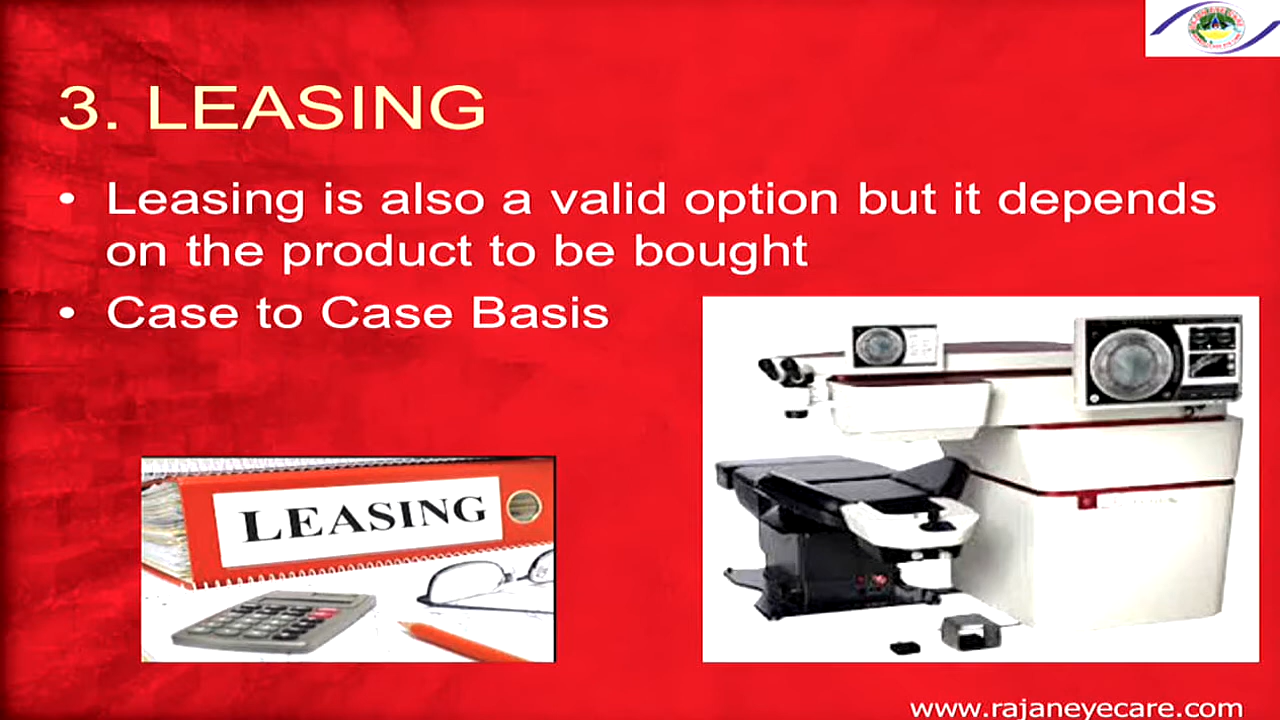 3. LEASING
• Leasing is also a valid option but it depends
on the product to be bought
• Case to Case Basis
LEASING
www.rajaneyecare.com